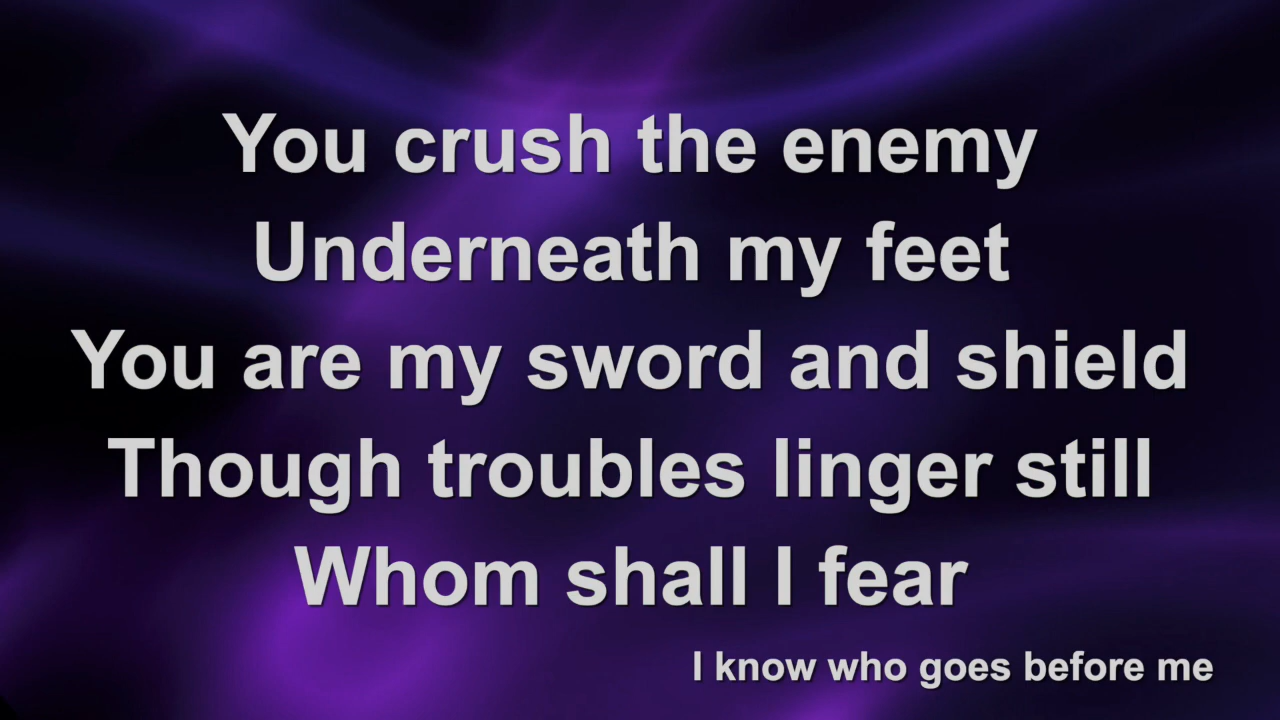 You crush the enemy
Underneath my feet
You are my sword and shield
Though troubles linger still
Whom shall I fear
I know who goes before me